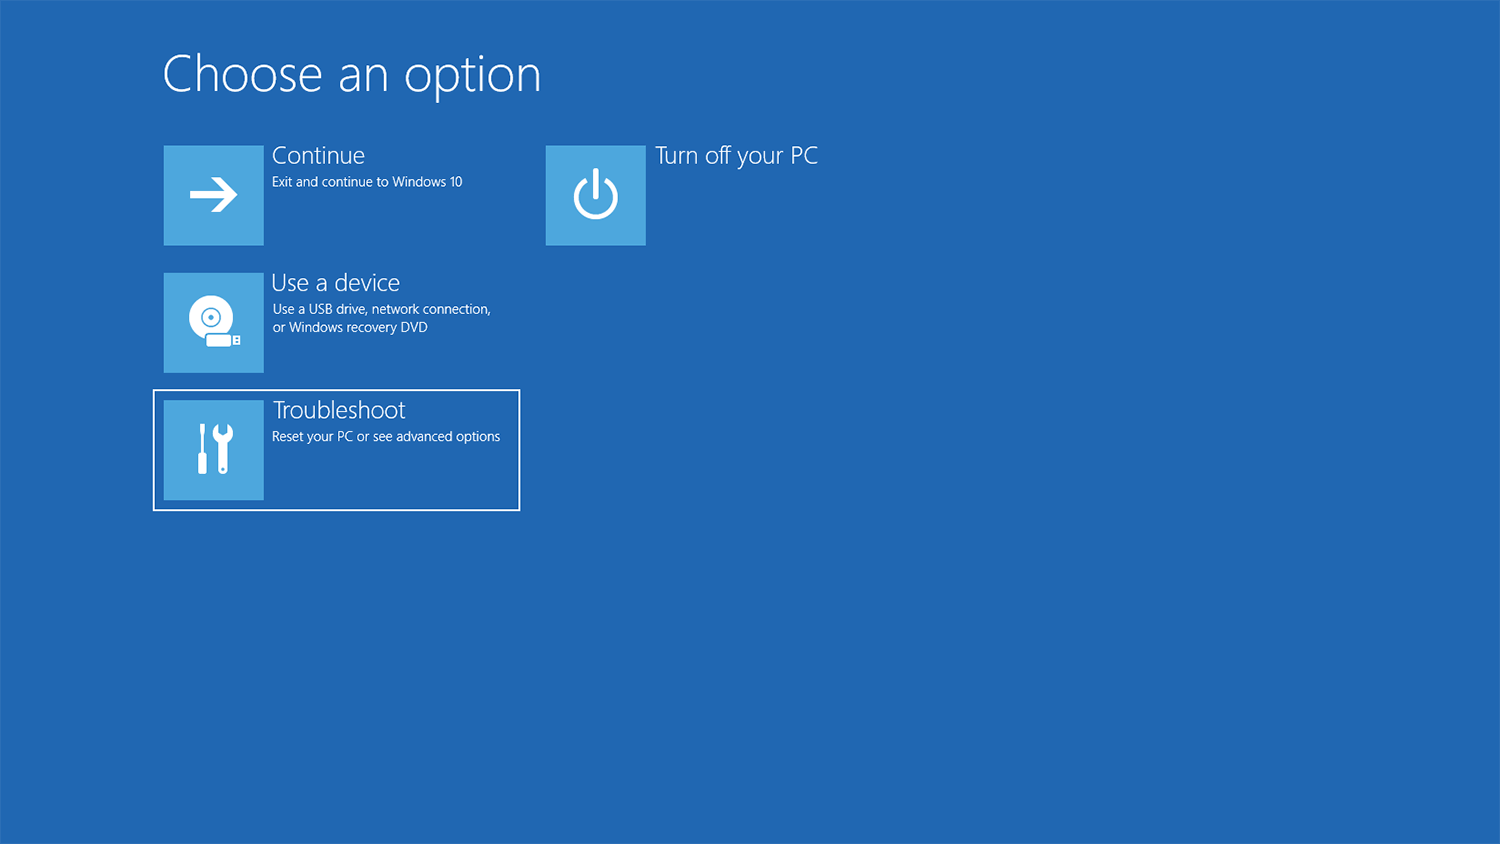 Choose an option
Continue
Exit and continue to Windows 10
Turn off your PC
Use a device
Use a USB drive, network connection,
or Windows recovery DVD
Troubleshoot
Reset your PC or see advanced options